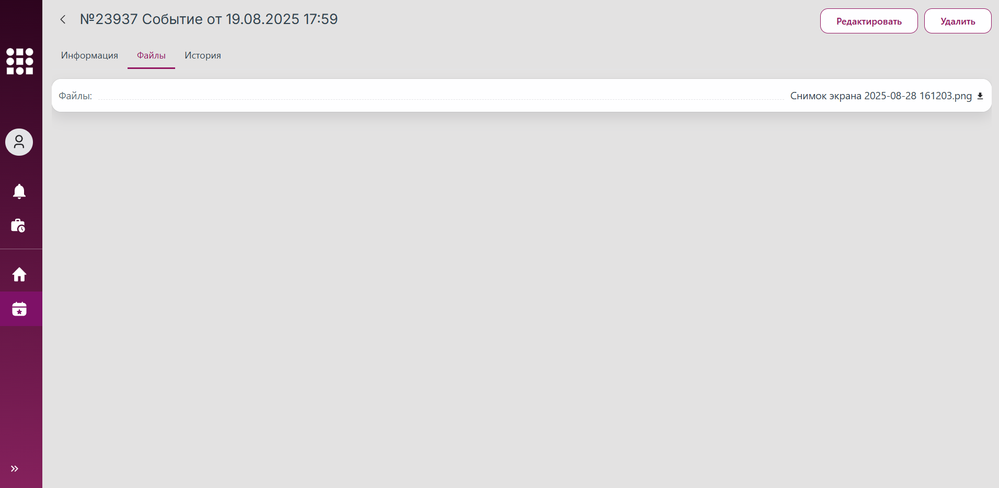 №23937 Событие от 19.08.2025 17:59
Редактировать
Удалить
Информация
Файлы
История
Файлы:
Снимок экрана 2025-08-28 161203.png